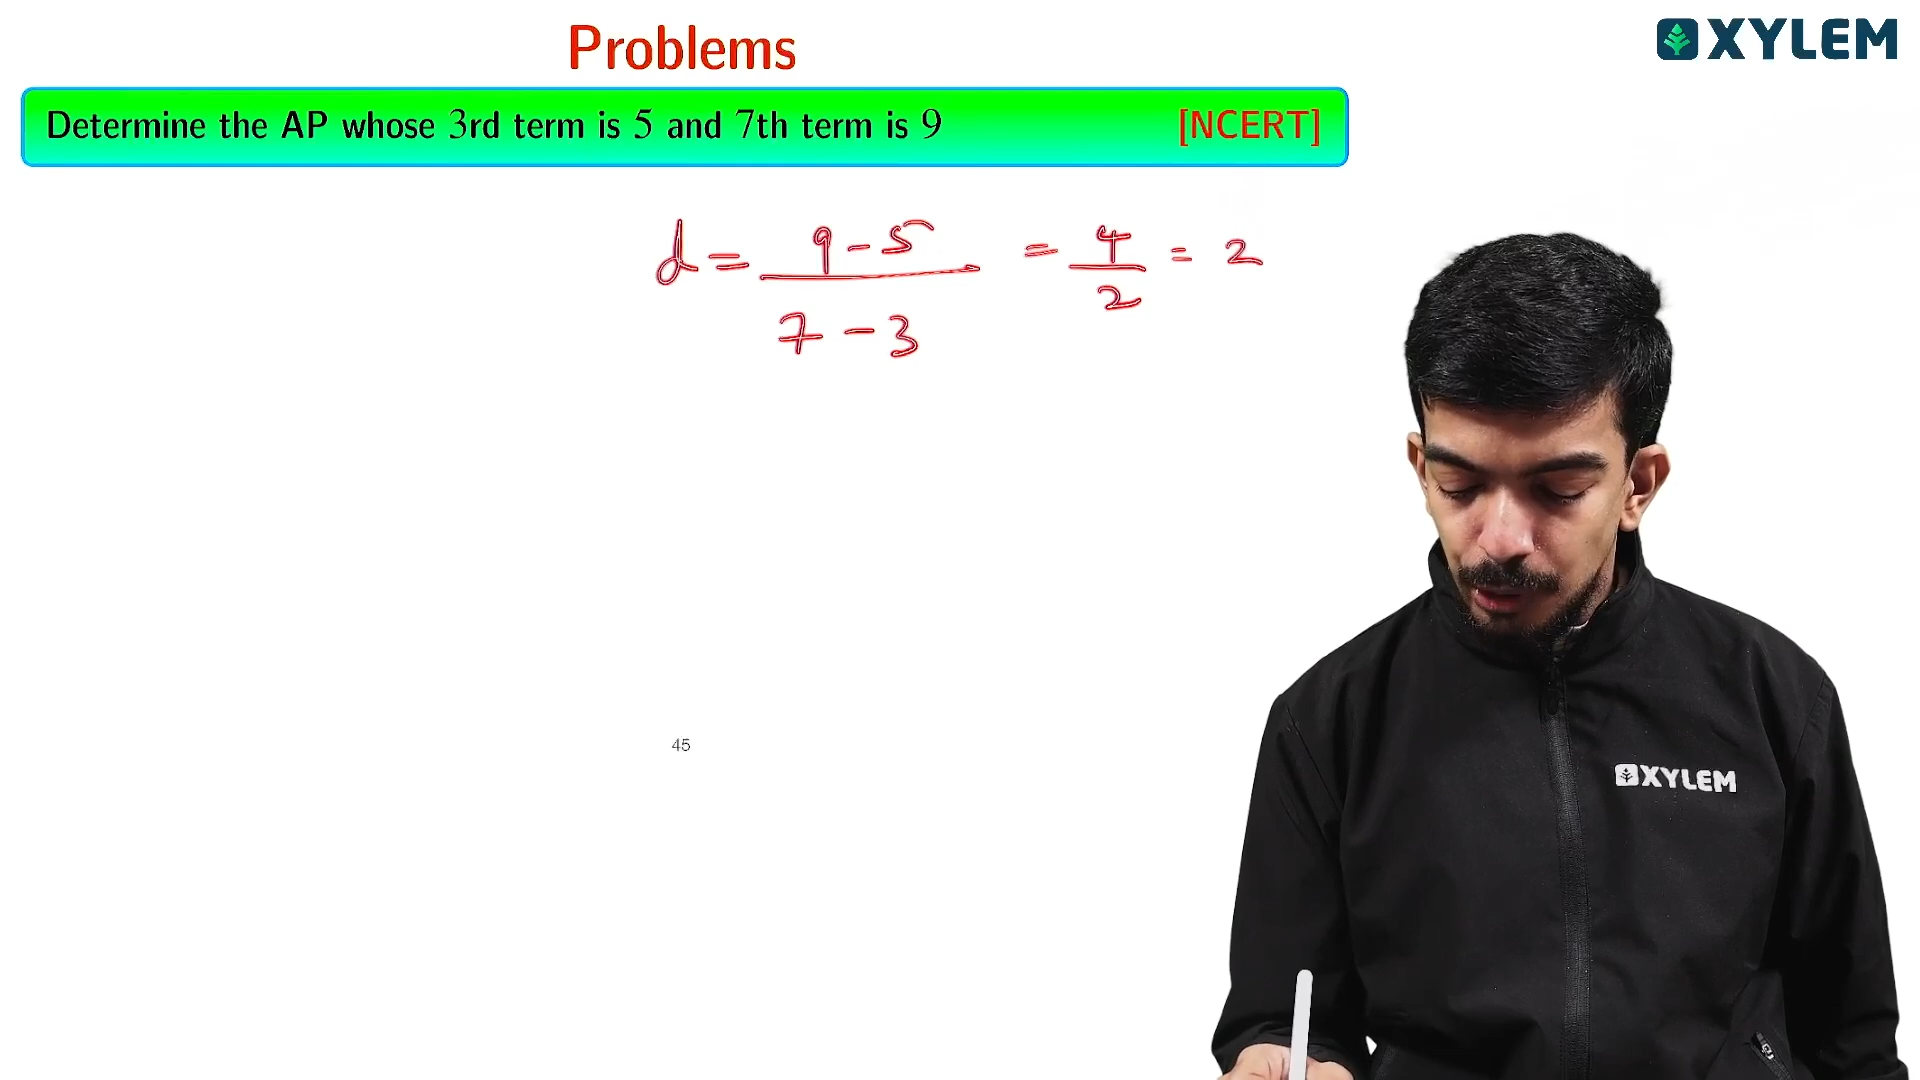 Problems
XYLEM
Determine the AP whose 3rd term is 5 and 7th term is 9 [NCERT]
d = 9 - 5 / 7 - 3 = 4 / 2 = 2
45
XYLEM